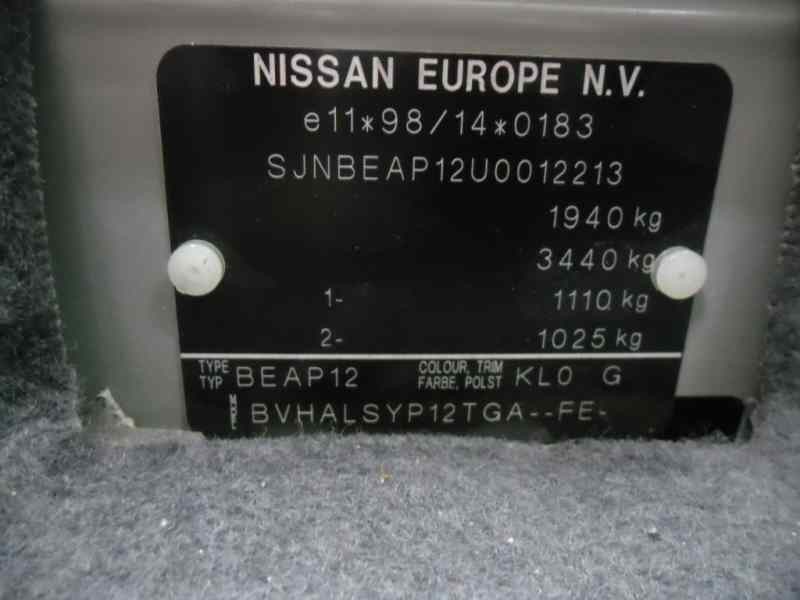 NISSAN EUROPE N.V.
e11*98/14*0183
SJNBEAP12U0012213
1940 kg
3440 kg
1- 1110 kg
2- 1025 kg
TYPE TYP BEAP12 COLOUR, TRIM FARBE, POLST KL0 G
BVHALSYP12TGA--FE-